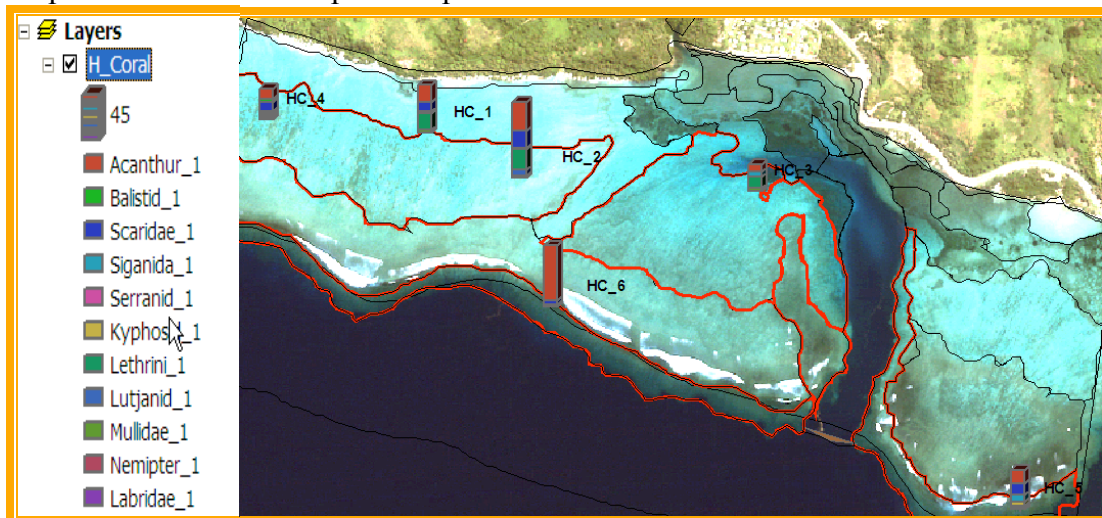 Layers
H_Coral
45
Acanthur_1
Balistid_1
Scaridae_1
Siganida_1
Serranid_1
Lethrini_1
Lutjanid_1
Mullidae_1
Nemipter_1
Labridae_1
HC_4
HC_1
HC_2
HC_3
HC_6
HC_5